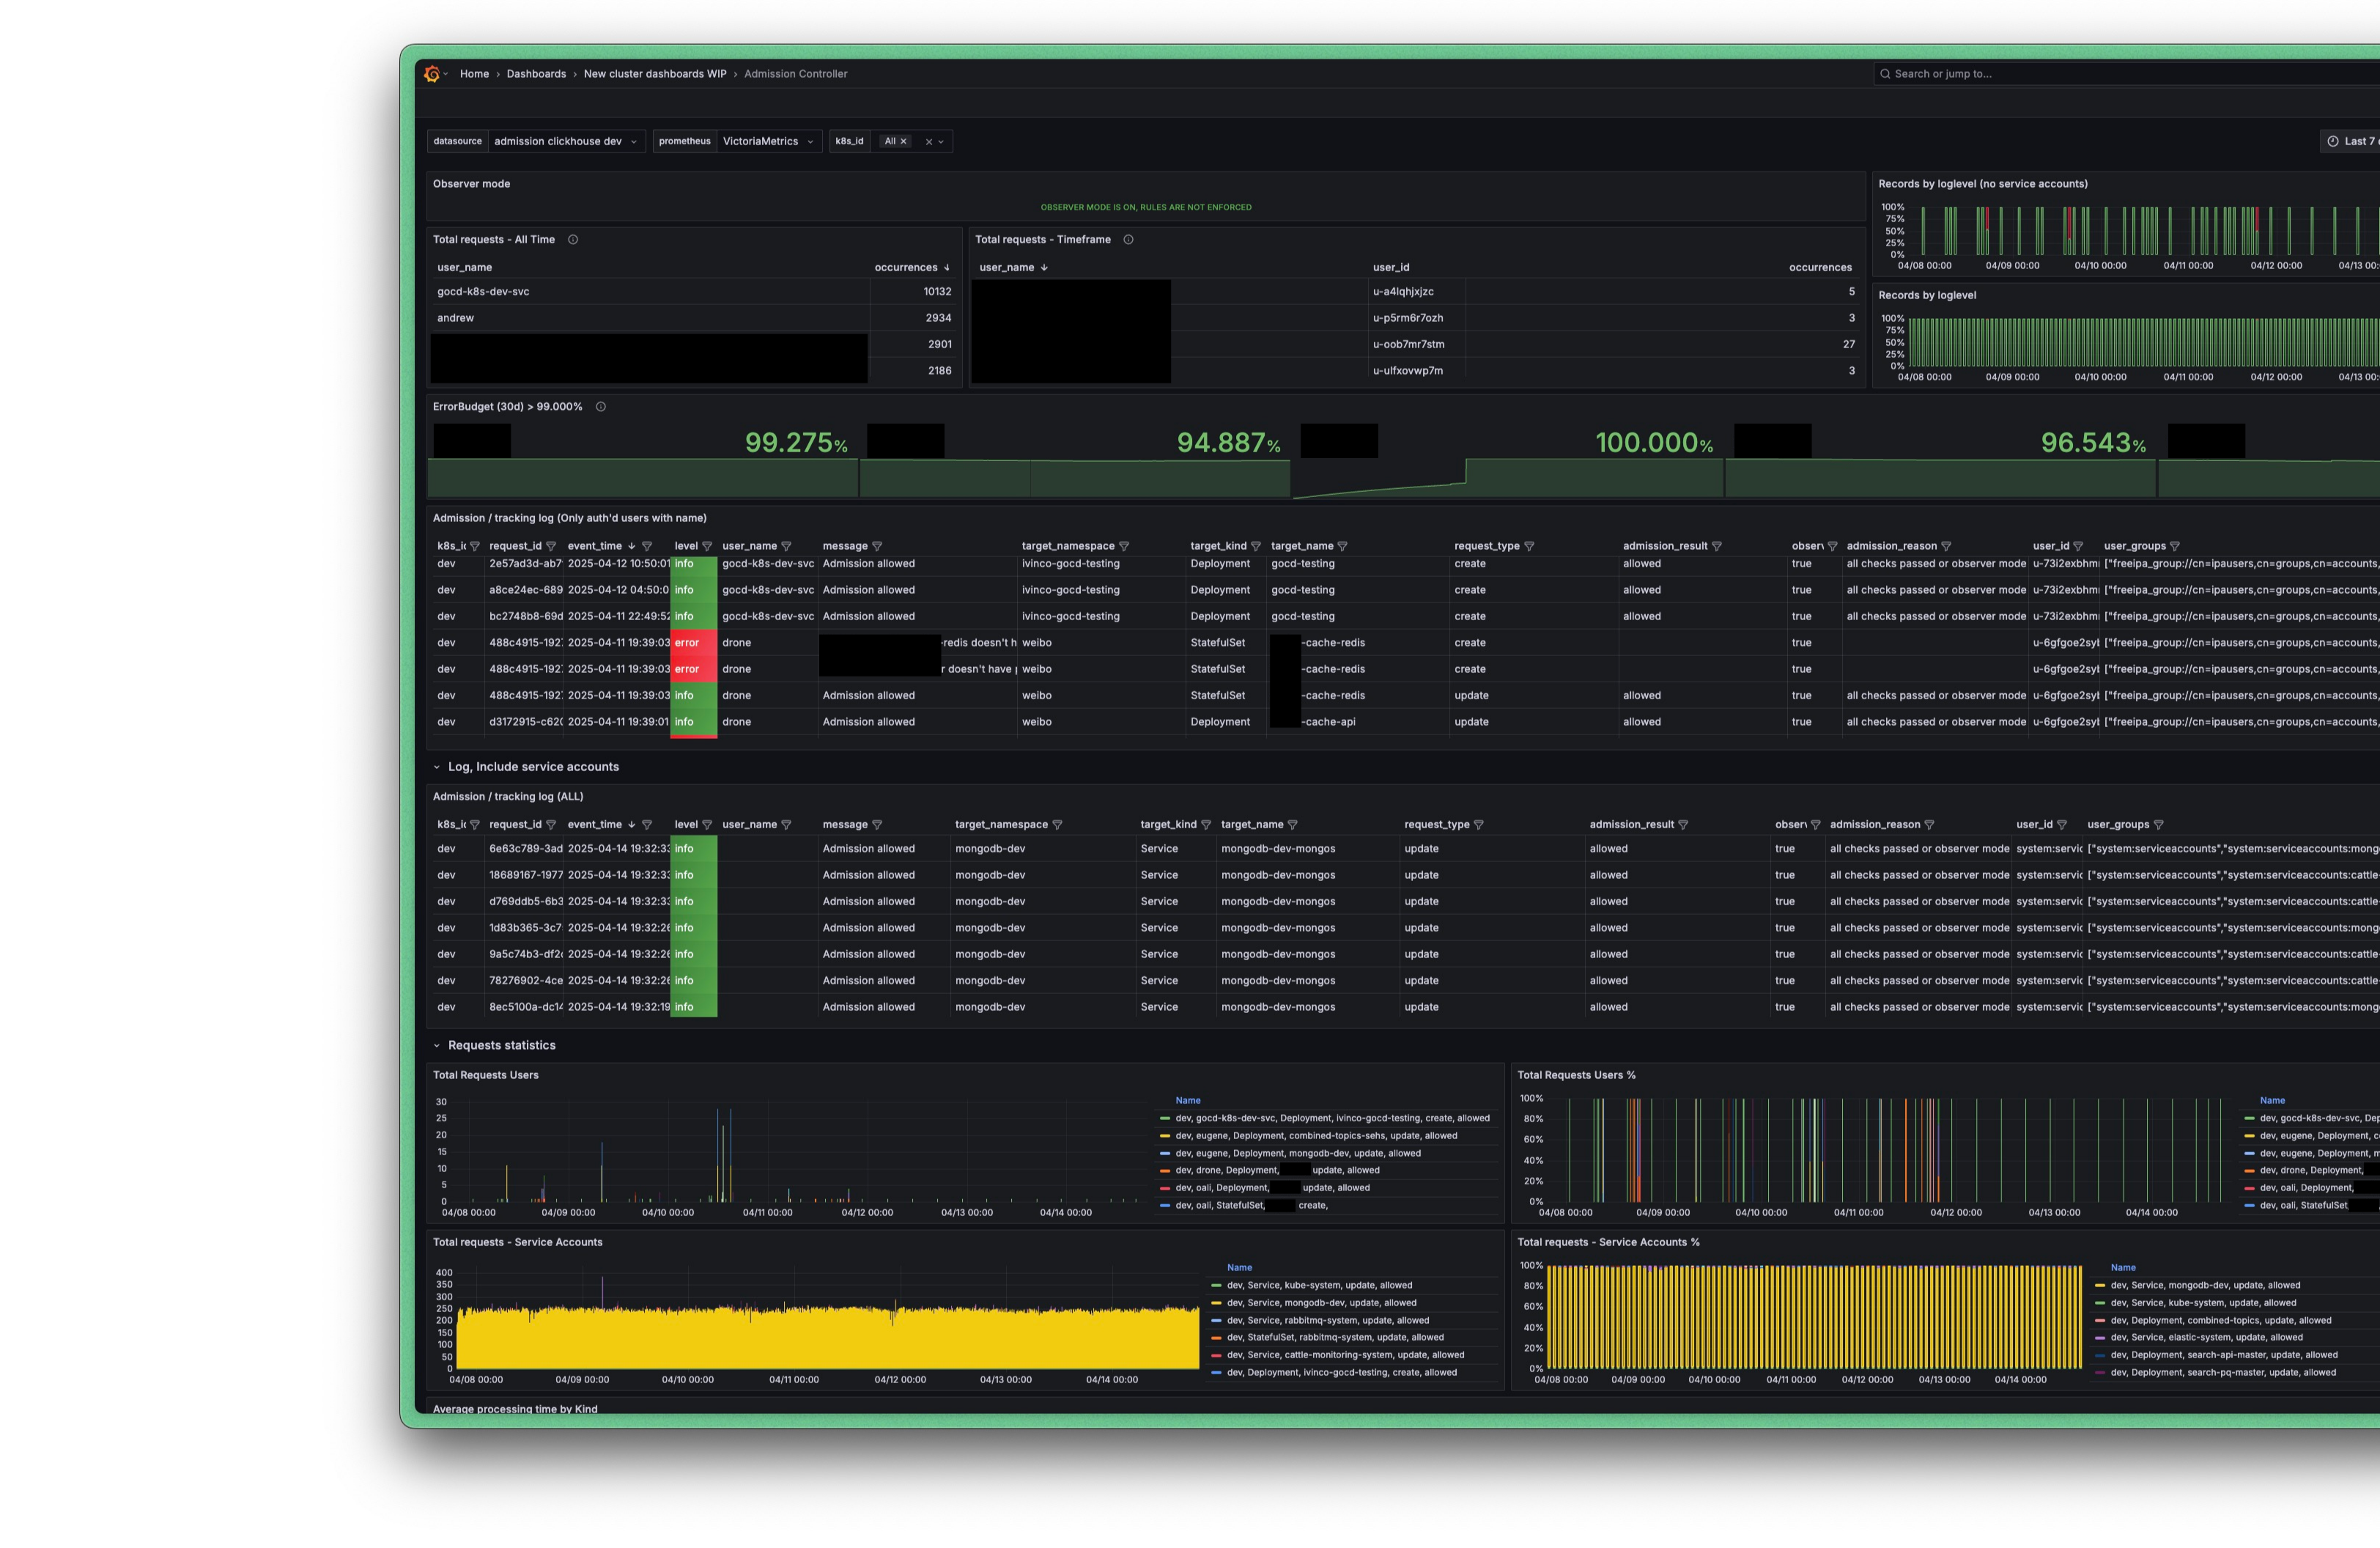 Home › Dashboards › New cluster dashboards WIP › Admission Controller
Search or jump to...
datasource admission clickhouse dev prometheus VictoriaMetrics k8s_id All
Last 7
Observer mode
OBSERVER MODE IS ON, RULES ARE NOT ENFORCED
Total requests - All Time
user_name occurrences
gocd-k8s-dev-svc 10132
andrew 2934
2901
2186
Total requests - Timeframe
user_name user_id occurrences
u-a4lqhjxjzc 5
u-p5rm6r7ozh 3
u-oob7mr7stm 27
u-ulfxovwp7m 3
Records by loglevel (no service accounts)
100%
75%
50%
25%
0%
04/08 00:00 04/09 00:00 04/10 00:00 04/11 00:00 04/12 00:00 04/13 00:
Records by loglevel
100%
75%
50%
25%
0%
04/08 00:00 04/09 00:00 04/10 00:00 04/11 00:00 04/12 00:00 04/13 00:
ErrorBudget (30d) > 99.000%
99.275% 94.887% 100.000% 96.543%
Admission / tracking log (Only auth'd users with name)
k8s_i request_id event_time level user_name message target_namespace target_kind target_name request_type admission_result obser admission_reason user_id user_groups
dev 2e57ad3d-ab7 2025-04-12 10:50:01 info gocd-k8s-dev-svc Admission allowed ivinco-gocd-testing Deployment gocd-testing create allowed true all checks passed or observer mode u-73i2exbhm ["freeipa_group://cn=ipausers,cn=groups,cn=accounts,
dev a8ce24ec-689 2025-04-12 04:50:0 info gocd-k8s-dev-svc Admission allowed ivinco-gocd-testing Deployment gocd-testing create allowed true all checks passed or observer mode u-73i2exbhm ["freeipa_group://cn=ipausers,cn=groups,cn=accounts,
dev bc2748b8-69d 2025-04-11 22:49:52 info gocd-k8s-dev-svc Admission allowed ivinco-gocd-testing Deployment gocd-testing create allowed true all checks passed or observer mode u-73i2exbhm ["freeipa_group://cn=ipausers,cn=groups,cn=accounts,
dev 488c4915-192 2025-04-11 19:39:03 error drone -redis doesn't h weibo StatefulSet -cache-redis create true u-6gfgoe2syl ["freeipa_group://cn=ipausers,cn=groups,cn=accounts,
dev 488c4915-192 2025-04-11 19:39:03 error drone r doesn't have weibo StatefulSet -cache-redis create true u-6gfgoe2syl ["freeipa_group://cn=ipausers,cn=groups,cn=accounts,
dev 488c4915-192 2025-04-11 19:39:03 info drone Admission allowed weibo StatefulSet -cache-redis update allowed true all checks passed or observer mode u-6gfgoe2syl ["freeipa_group://cn=ipausers,cn=groups,cn=accounts,
dev d3172915-c62 2025-04-11 19:39:01 info drone Admission allowed weibo Deployment -cache-api update allowed true all checks passed or observer mode u-6gfgoe2syl ["freeipa_group://cn=ipausers,cn=groups,cn=accounts,
Log, Include service accounts
Admission / tracking log (ALL)
k8s_i request_id event_time level user_name message target_namespace target_kind target_name request_type admission_result obser admission_reason user_id user_groups
dev 6e63c789-3ad 2025-04-14 19:32:33 info Admission allowed mongodb-dev Service mongodb-dev-mongos update allowed true all checks passed or observer mode system:servic ["system:serviceaccounts","system:serviceaccounts:mong
dev 18689167-1977 2025-04-14 19:32:33 info Admission allowed mongodb-dev Service mongodb-dev-mongos update allowed true all checks passed or observer mode system:servic ["system:serviceaccounts","system:serviceaccounts:cattle-
dev d769ddb5-6b3 2025-04-14 19:32:33 info Admission allowed mongodb-dev Service mongodb-dev-mongos update allowed true all checks passed or observer mode system:servic ["system:serviceaccounts","system:serviceaccounts:cattle-
dev 1d83b365-3c7 2025-04-14 19:32:26 info Admission allowed mongodb-dev Service mongodb-dev-mongos update allowed true all checks passed or observer mode system:servic ["system:serviceaccounts","system:serviceaccounts:mong
dev 9a5c74b3-df2 2025-04-14 19:32:26 info Admission allowed mongodb-dev Service mongodb-dev-mongos update allowed true all checks passed or observer mode system:servic ["system:serviceaccounts","system:serviceaccounts:cattle-
dev 78276902-4ce 2025-04-14 19:32:26 info Admission allowed mongodb-dev Service mongodb-dev-mongos update allowed true all checks passed or observer mode system:servic ["system:serviceaccounts","system:serviceaccounts:cattle-
dev 8ec5100a-dc14 2025-04-14 19:32:19 info Admission allowed mongodb-dev Service mongodb-dev-mongos update allowed true all checks passed or observer mode system:servic ["system:serviceaccounts","system:serviceaccounts:mong
Requests statistics
Total Requests Users
30
25
20
15
10
5
0
04/08 00:00 04/09 00:00 04/10 00:00 04/11 00:00 04/12 00:00 04/13 00:00 04/14 00:00
Name
dev, gocd-k8s-dev-svc, Deployment, ivinco-gocd-testing, create, allowed
dev, eugene, Deployment, combined-topics-sehs, update, allowed
dev, eugene, Deployment, mongodb-dev, update, allowed
dev, drone, Deployment, update, allowed
dev, oali, Deployment, update, allowed
dev, oali, StatefulSet, create,
Total Requests Users %
100%
80%
60%
40%
20%
0%
04/08 00:00 04/09 00:00 04/10 00:00 04/11 00:00 04/12 00:00 04/13 00:00 04/14 00:00
Name
dev, gocd-k8s-dev-svc, Dep
dev, eugene, Deployment, c
dev, eugene, Deployment, m
dev, drone, Deployment,
dev, oali, Deployment,
dev, oali, StatefulSet
Total requests - Service Accounts
400
350
300
250
200
150
100
50
0
04/08 00:00 04/09 00:00 04/10 00:00 04/11 00:00 04/12 00:00 04/13 00:00 04/14 00:00
Name
dev, Service, kube-system, update, allowed
dev, Service, mongodb-dev, update, allowed
dev, Service, rabbitmq-system, update, allowed
dev, StatefulSet, rabbitmq-system, update, allowed
dev, Service, cattle-monitoring-system, update, allowed
dev, Deployment, ivinco-gocd-testing, create, allowed
Total requests - Service Accounts %
100%
80%
60%
40%
20%
0%
04/08 00:00 04/09 00:00 04/10 00:00 04/11 00:00 04/12 00:00 04/13 00:00 04/14 00:00
Name
dev, Service, mongodb-dev, update, allowed
dev, Service, kube-system, update, allowed
dev, Deployment, combined-topics, update, allowed
dev, Service, elastic-system, update, allowed
dev, Deployment, search-api-master, update, allowed
dev, Deployment, search-pq-master, update, allowed
Average processing time by Kind